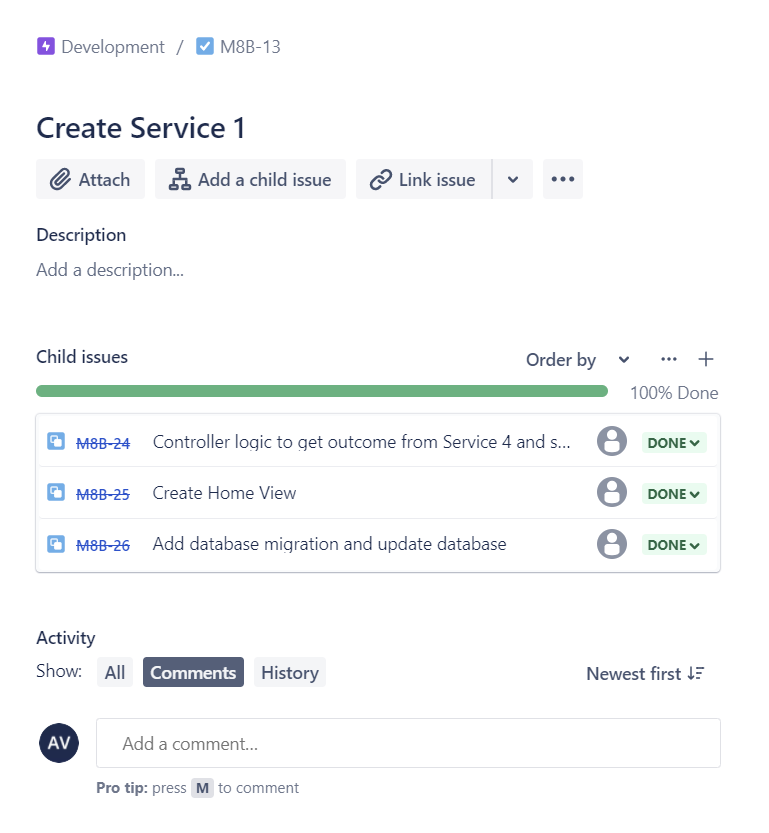 Development / M8B-13
Create Service 1
Attach Add a child issue Link issue
Description
Add a description...
Child issues Order by
100% Done
M8B-24 Controller logic to get outcome from Service 4 and s... DONE
M8B-25 Create Home View DONE
M8B-26 Add database migration and update database DONE
Activity
Show: All Comments History Newest first
AV Add a comment...
Pro tip: press M to comment